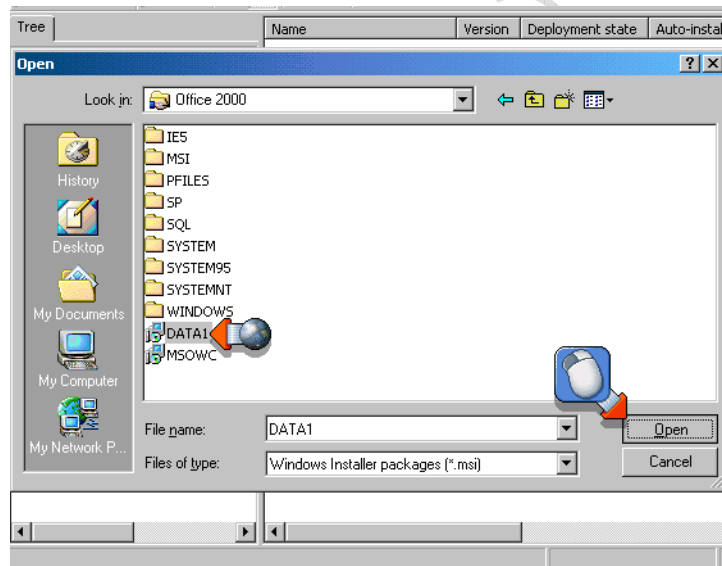 Tree
Name Version Deployment state Auto-instal
Open
Look in: Office 2000
History
Desktop
My Documents
My Computer
My Network P...
IE5
MSI
PFILES
SP
SQL
SYSTEM
SYSTEM95
SYSTEMNT
WINDOWS
DATA1
MSOWC
File name: DATA1 Open
Files of type: Windows Installer packages (*.msi) Cancel